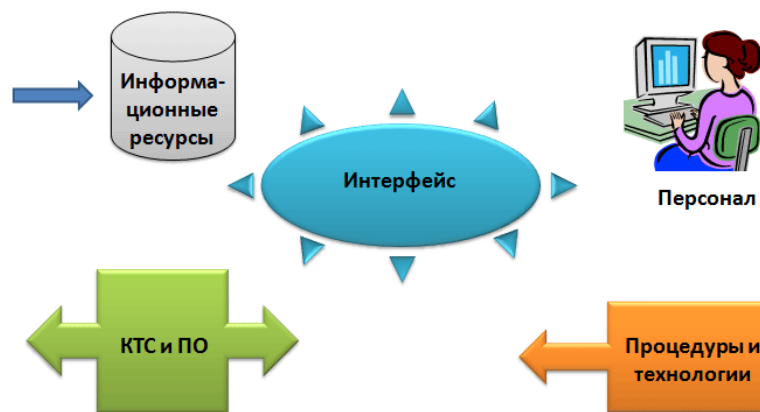 Информа-
ционные
ресурсы
Интерфейс
Персонал
КТС и ПО
Процедуры и
технологии